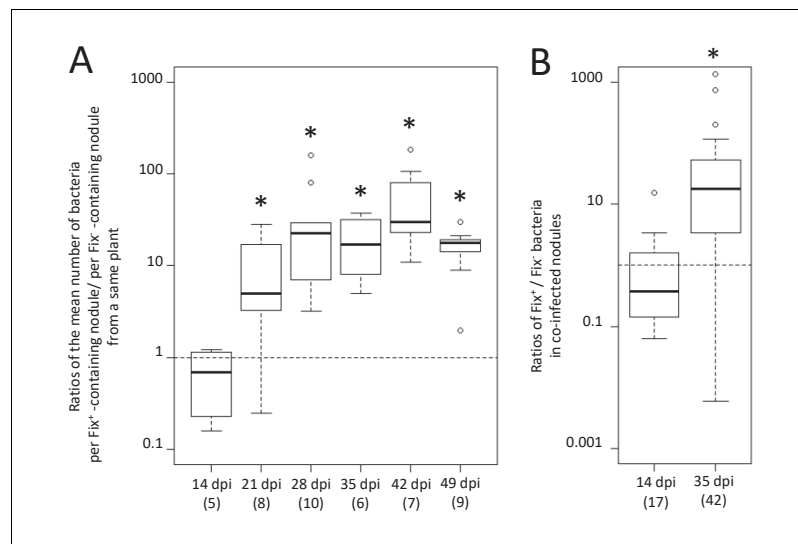 A
Ratios of the mean number of bacteria
per Fix⁺ -containing nodule/ per Fix⁻ -containing nodule
from a same plant
1000
100
10
1
0.1
* * * * *
14 dpi 21 dpi 28 dpi 35 dpi 42 dpi 49 dpi
(5) (8) (10) (6) (7) (9)
B
Ratios of Fix⁺ / Fix⁻ bacteria
in co-infected nodules
1000
10
0.1
0.001
*
14 dpi 35 dpi
(17) (42)